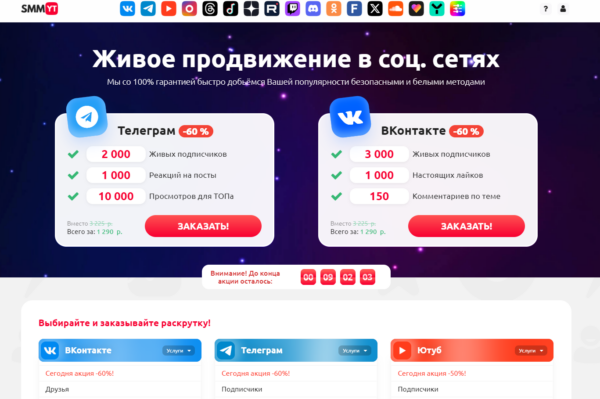 SMMYT
?
Живое продвижение в соц. сетях
Мы со 100% гарантией быстро добьёмся Вашей популярности безопасными и белыми методами
Телеграм -60 %
2 000 Живых подписчиков
1 000 Реакций на посты
10 000 Просмотров для ТОПа
Вместо 3 225 р.
Всего за: 1 290 р.
ЗАКАЗАТЬ!
ВКонтакте -60 %
3 000 Живых подписчиков
1 000 Настоящих лайков
150 Комментариев по теме
Вместо 3 225 р.
Всего за: 1 290 р.
ЗАКАЗАТЬ!
Внимание! До конца
акции осталось:
00 09 02 03
Выбирайте и заказывайте раскрутку!
ВКонтакте Услуги
Сегодня акция -60%!
Друзья
Телеграм Услуги
Сегодня акция -60%!
Подписчики
Ютуб Услуги
Сегодня акция -50%!
Подписчики